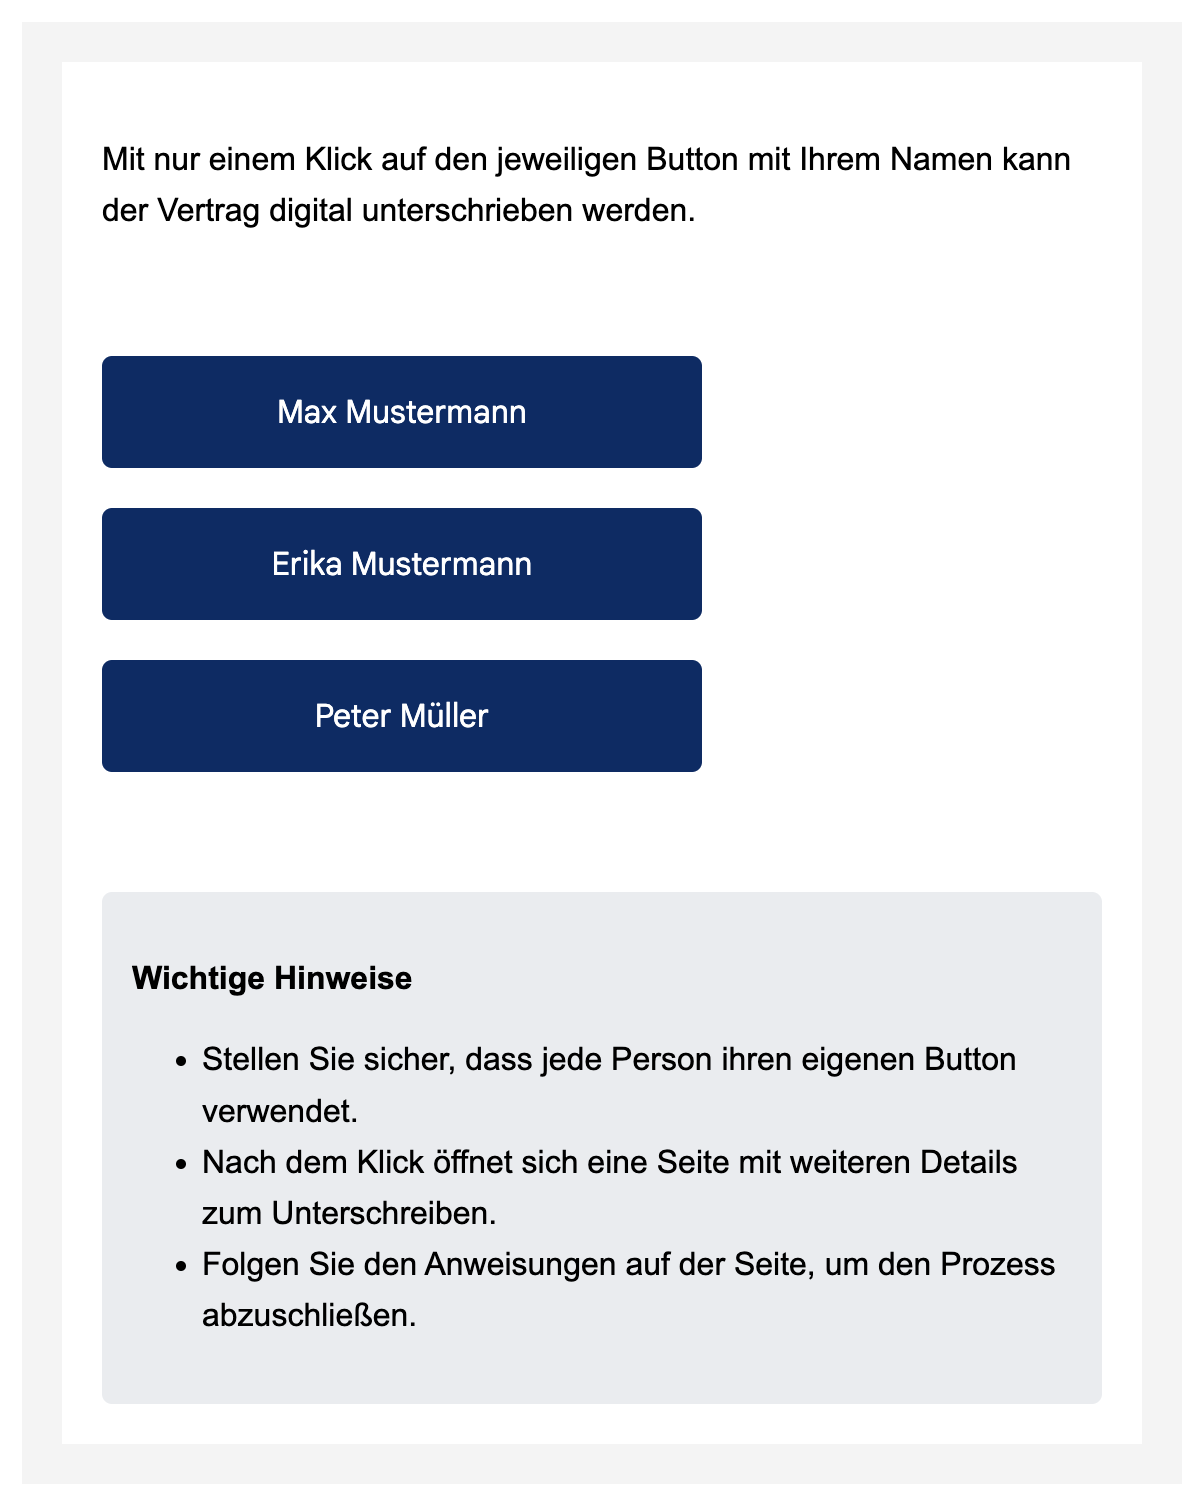 Mit nur einem Klick auf den jeweiligen Button mit Ihrem Namen kann
der Vertrag digital unterschrieben werden.
Max Mustermann
Erika Mustermann
Peter Müller
Wichtige Hinweise
• Stellen Sie sicher, dass jede Person ihren eigenen Button
verwendet.
• Nach dem Klick öffnet sich eine Seite mit weiteren Details
zum Unterschreiben.
• Folgen Sie den Anweisungen auf der Seite, um den Prozess
abzuschließen.